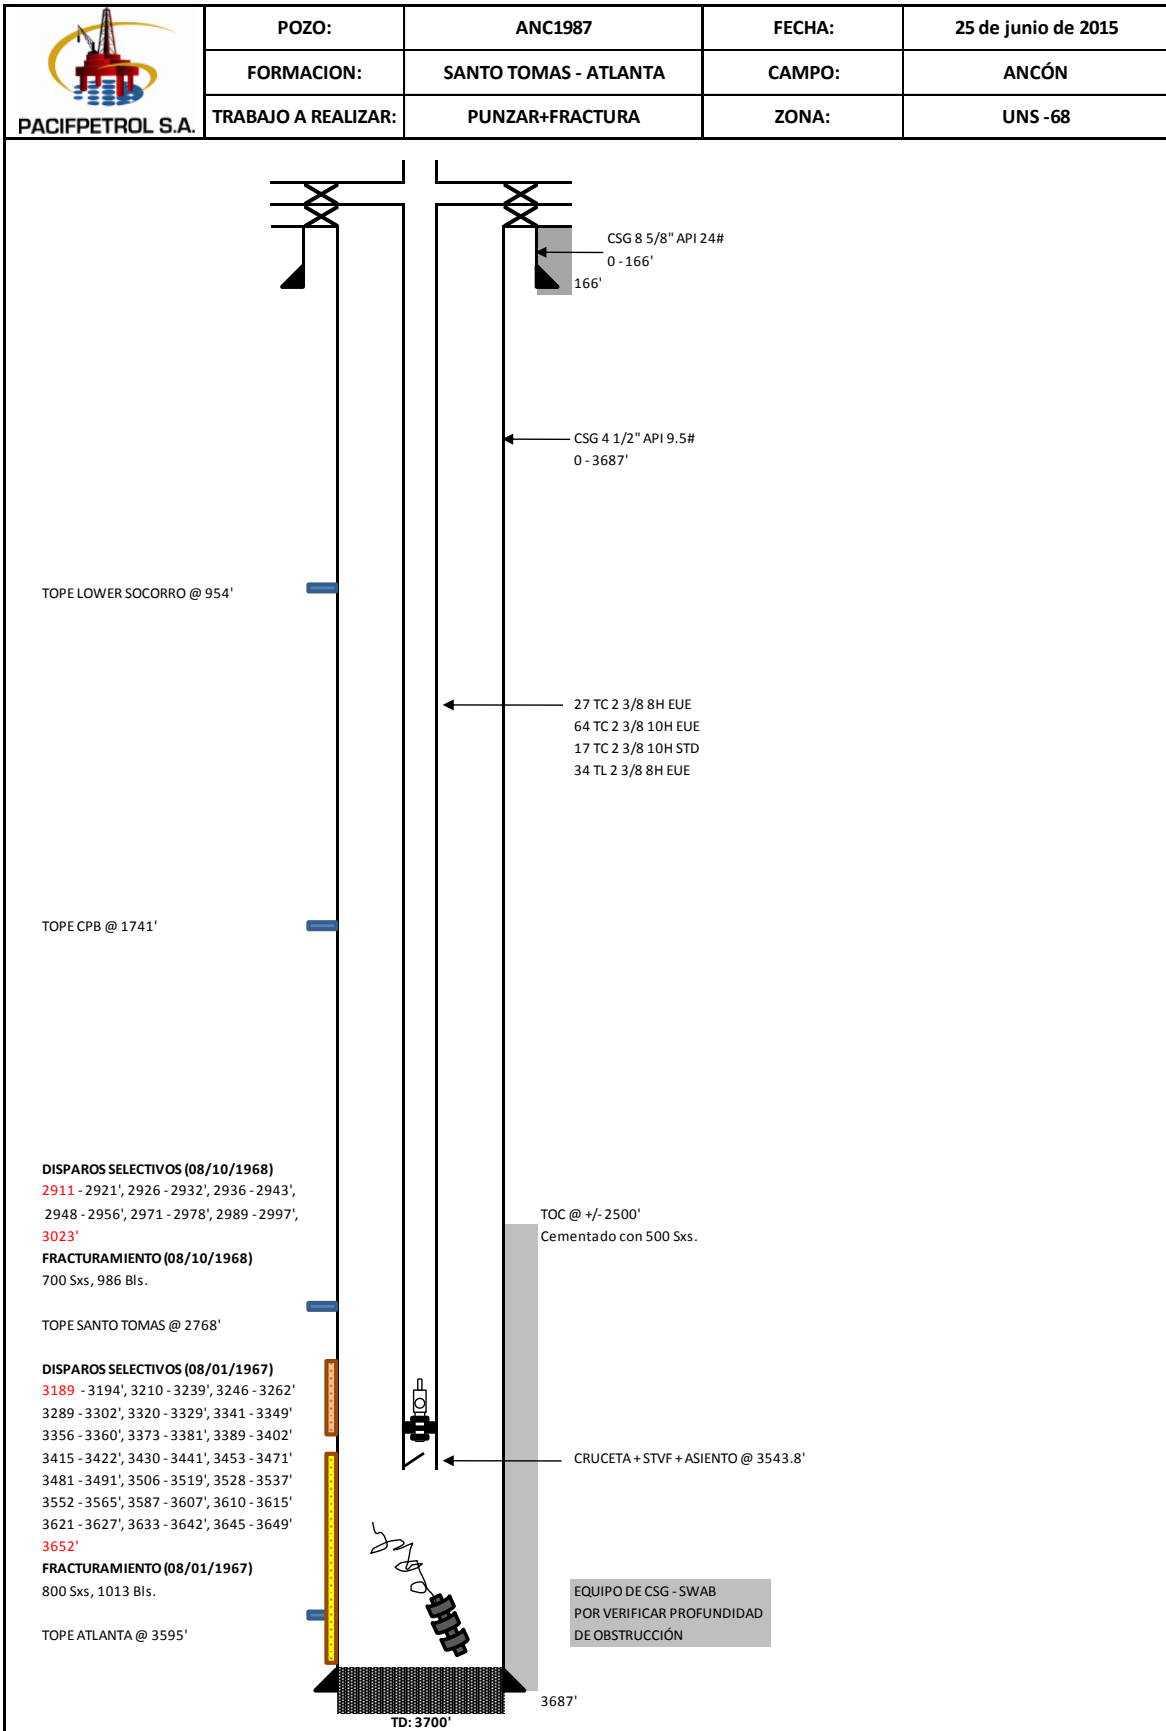 PACIFPETROL S.A.
POZO: ANC1987 FECHA: 25 de junio de 2015
FORMACION: SANTO TOMAS - ATLANTA CAMPO: ANCÓN
TRABAJO A REALIZAR: PUNZAR+FRACTURA ZONA: UNS -68
CSG 8 5/8" API 24#
0 - 166'
166'
CSG 4 1/2" API 9.5#
0 - 3687'
TOPE LOWER SOCORRO @ 954'
27 TC 2 3/8 8H EUE
64 TC 2 3/8 10H EUE
17 TC 2 3/8 10H STD
34 TL 2 3/8 8H EUE
TOPE CPB @ 1741'
DISPAROS SELECTIVOS (08/10/1968)
2911 - 2921', 2926 - 2932', 2936 - 2943',
2948 - 2956', 2971 - 2978', 2989 - 2997',
3023'
FRACTURAMIENTO (08/10/1968)
700 Sxs, 986 Bls.
TOC @ +/- 2500'
Cementado con 500 Sxs.
TOPE SANTO TOMAS @ 2768'
DISPAROS SELECTIVOS (08/01/1967)
3189 - 3194', 3210 - 3239', 3246 - 3262'
3289 - 3302', 3320 - 3329', 3341 - 3349'
3356 - 3360', 3373 - 3381', 3389 - 3402'
3415 - 3422', 3430 - 3441', 3453 - 3471'
3481 - 3491', 3506 - 3519', 3528 - 3537'
3552 - 3565', 3587 - 3607', 3610 - 3615'
3621 - 3627', 3633 - 3642', 3645 - 3649'
3652'
FRACTURAMIENTO (08/01/1967)
800 Sxs, 1013 Bls.
CRUCETA + STVF + ASIENTO @ 3543.8'
TOPE ATLANTA @ 3595'
EQUIPO DE CSG - SWAB
POR VERIFICAR PROFUNDIDAD
DE OBSTRUCCIÓN
3687'
TD: 3700'